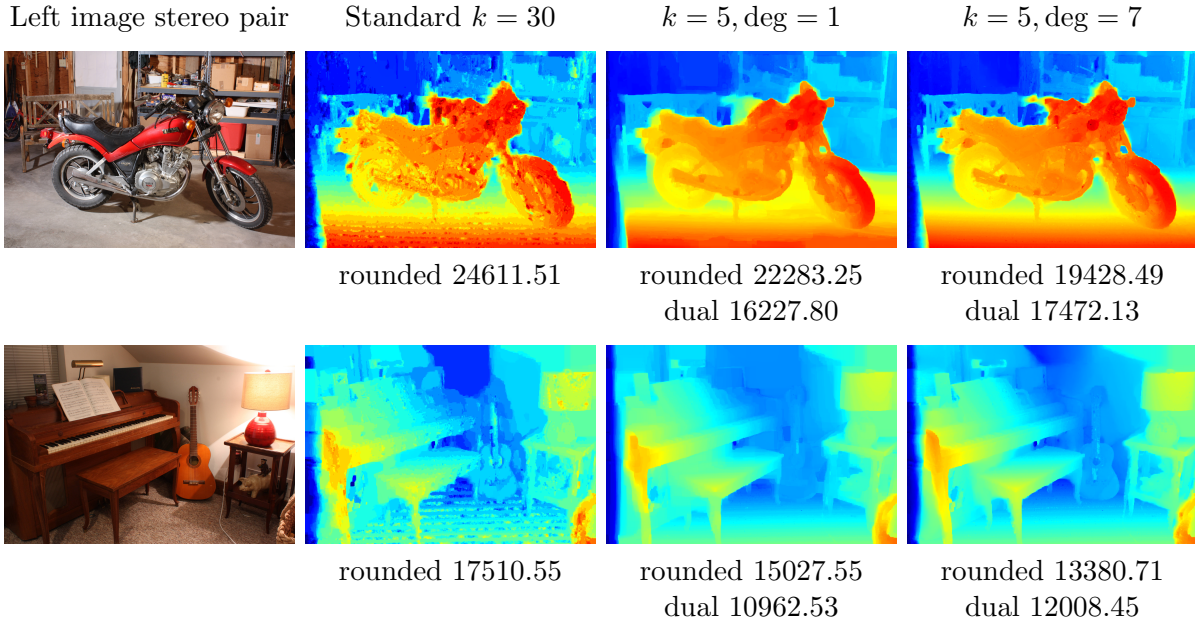 Left image stereo pair Standard k = 30 k = 5, deg = 1 k = 5, deg = 7
rounded 24611.51 rounded 22283.25 rounded 19428.49
dual 16227.80 dual 17472.13
rounded 17510.55 rounded 15027.55 rounded 13380.71
dual 10962.53 dual 12008.45